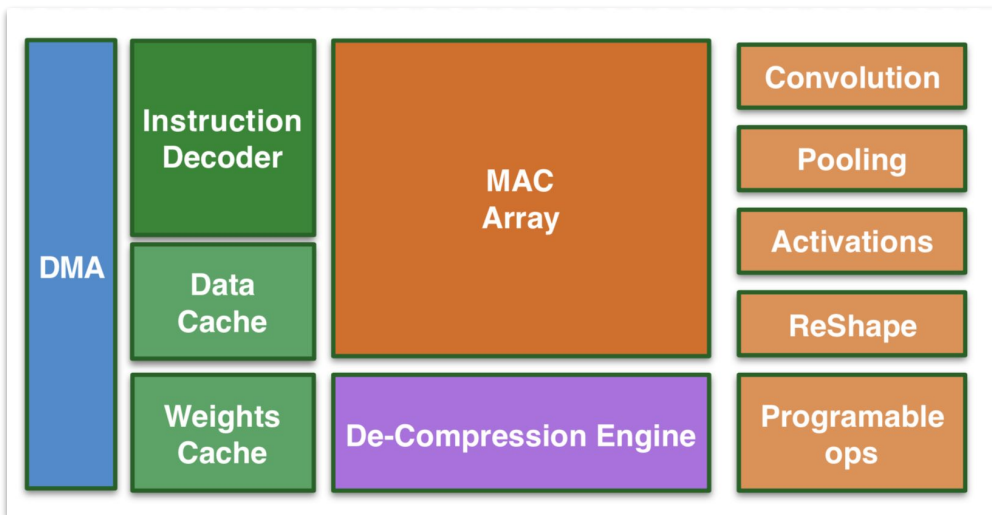 DMA
Instruction
Decoder
Data
Cache
Weights
Cache
MAC
Array
De-Compression Engine
Convolution
Pooling
Activations
ReShape
Programable
ops